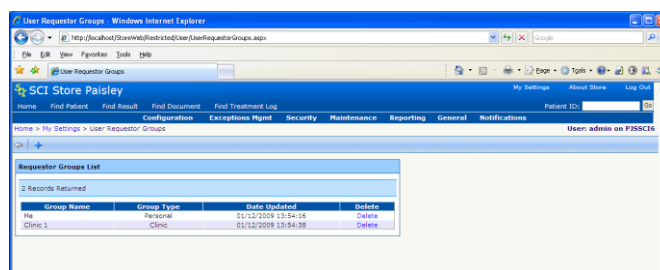 User Requestor Groups - Windows Internet Explorer
http://localhost/StoreWeb/Restricted/User/UserRequestorGroups.aspx
Google
File Edit View Favorites Tools Help
User Requestor Groups
Page Tools
SCI Store Paisley
My Settings About Store Log Out
Home Find Patient Find Result Find Document Find Treatment Log
Patient ID: Go
Configuration Exceptions Mgmt Security Maintenance Reporting General Notifications
Home > My Settings > User Requestor Groups
User: admin on PJSSCI6
Requestor Groups List
2 Records Returned
Group Name Group Type Date Updated Delete
Me Personal 01/12/2009 13:54:16 Delete
Clinic 1 Clinic 01/12/2009 13:54:38 Delete